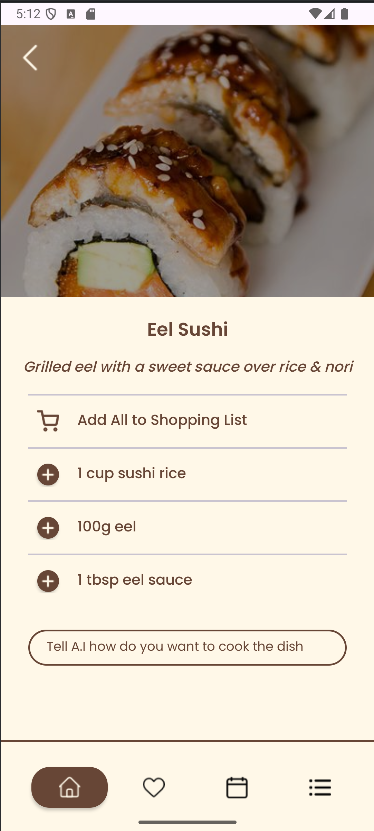 5:12
Eel Sushi
Grilled eel with a sweet sauce over rice & nori
Add All to Shopping List
1 cup sushi rice
100g eel
1 tbsp eel sauce
Tell A.I how do you want to cook the dish